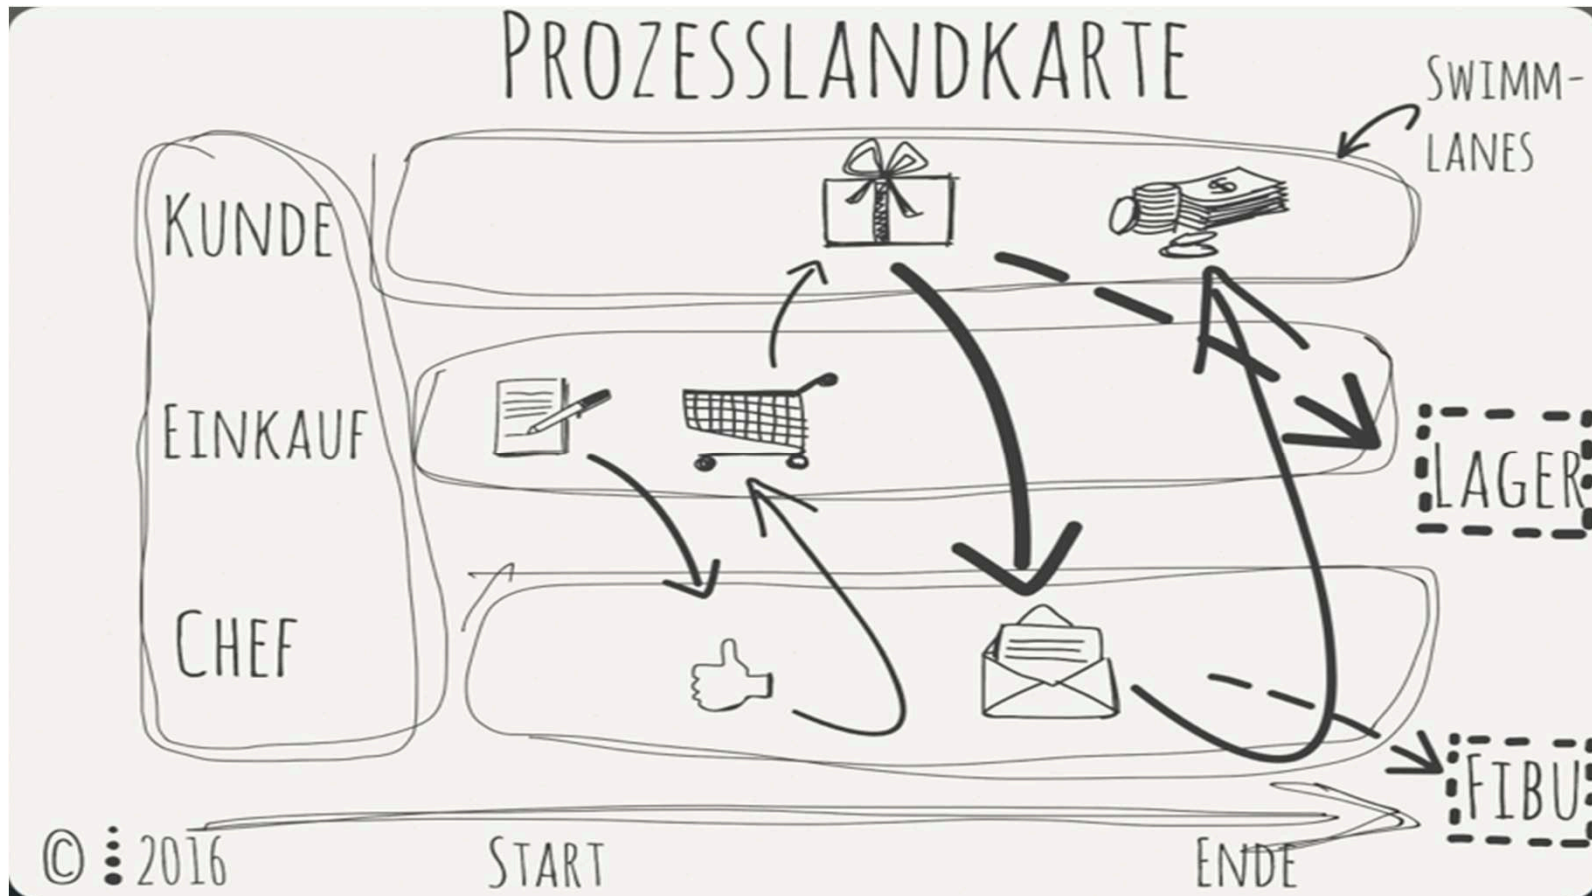 PROZESSLANDKARTE
SWIMM-
LANES
KUNDE
EINKAUF
LAGER
CHEF
FIBU
© 2016
START
ENDE